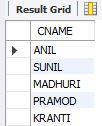 Result Grid
CNAME
ANIL
SUNIL
MADHURI
PRAMOD
KRANTI